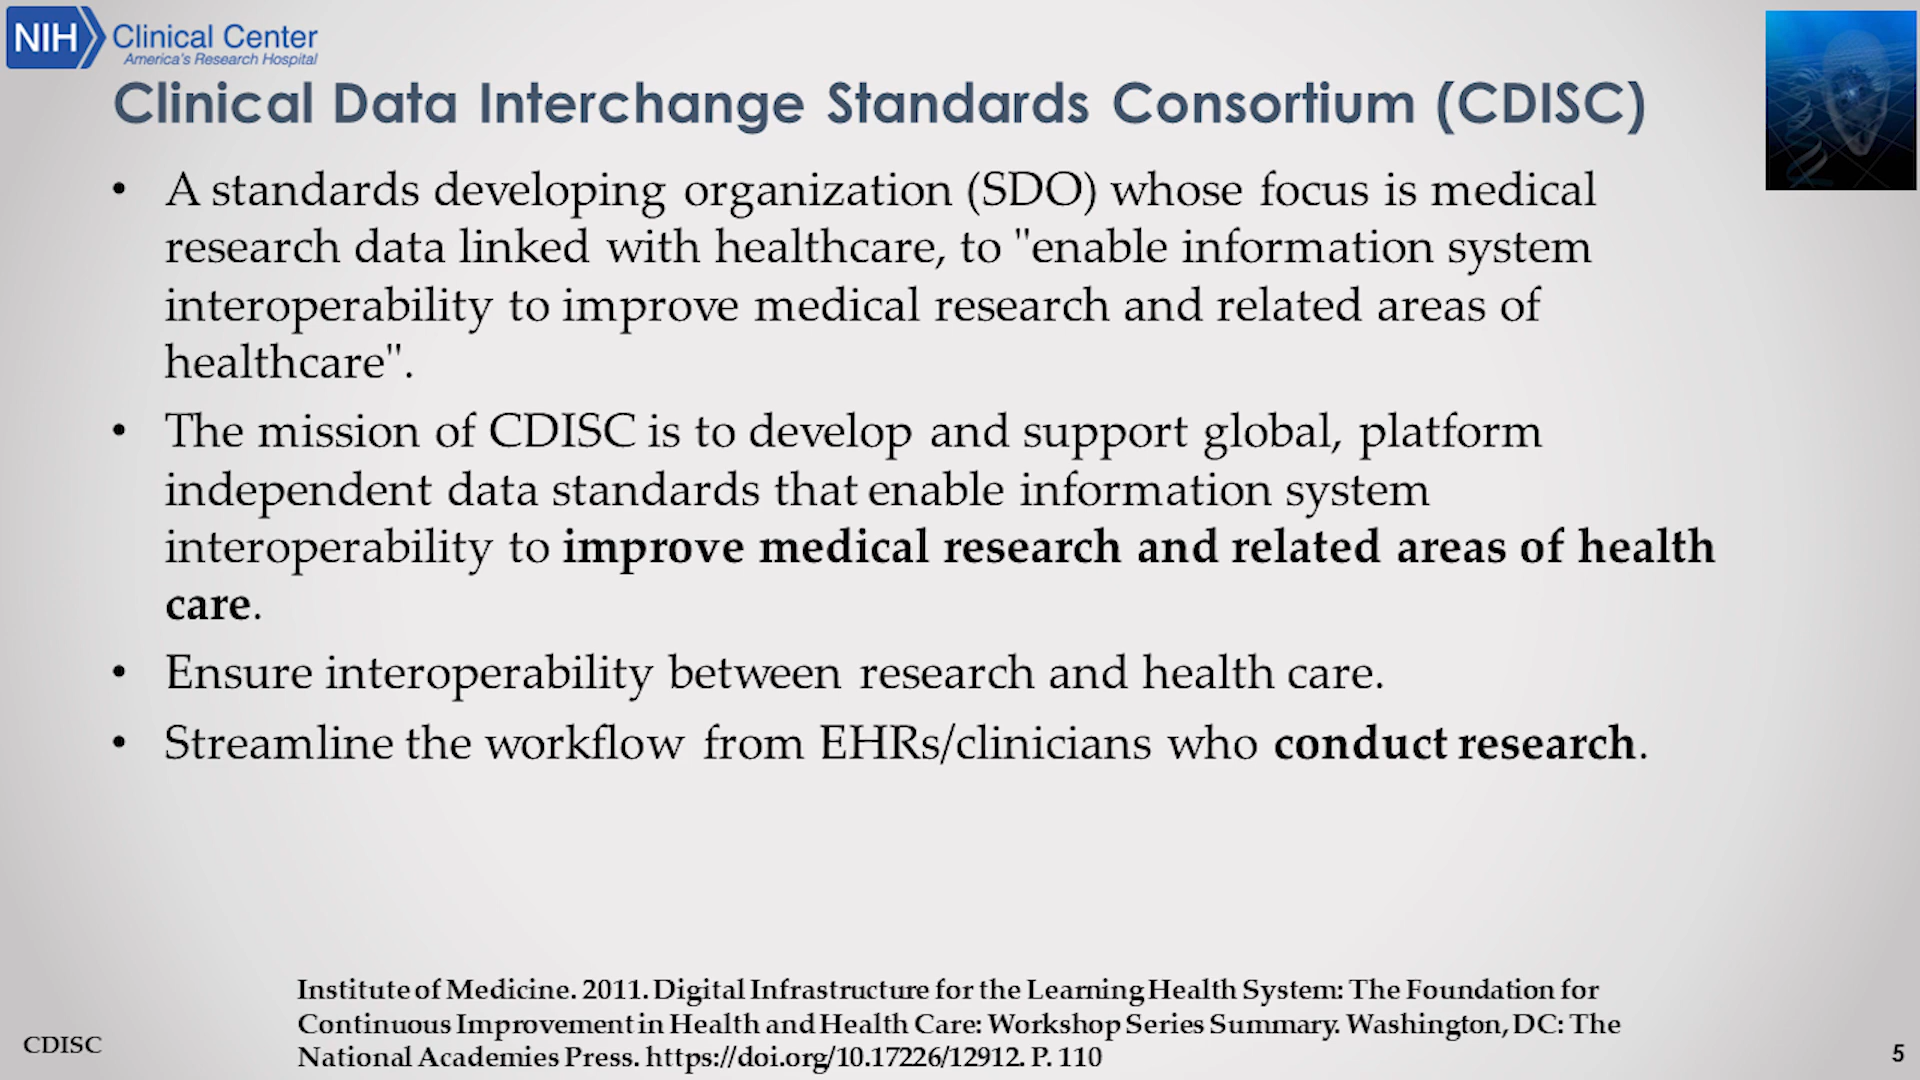 NIH Clinical Center
America's Research Hospital
Clinical Data Interchange Standards Consortium (CDISC)
• A standards developing organization (SDO) whose focus is medical
research data linked with healthcare, to "enable information system
interoperability to improve medical research and related areas of
healthcare".
• The mission of CDISC is to develop and support global, platform
independent data standards that enable information system
interoperability to improve medical research and related areas of health
care.
• Ensure interoperability between research and health care.
• Streamline the workflow from EHRs/clinicians who conduct research.
Institute of Medicine. 2011. Digital Infrastructure for the Learning Health System: The Foundation for
Continuous Improvement in Health and Health Care: Workshop Series Summary. Washington, DC: The
National Academies Press. https://doi.org/10.17226/12912. P. 110
CDISC
5